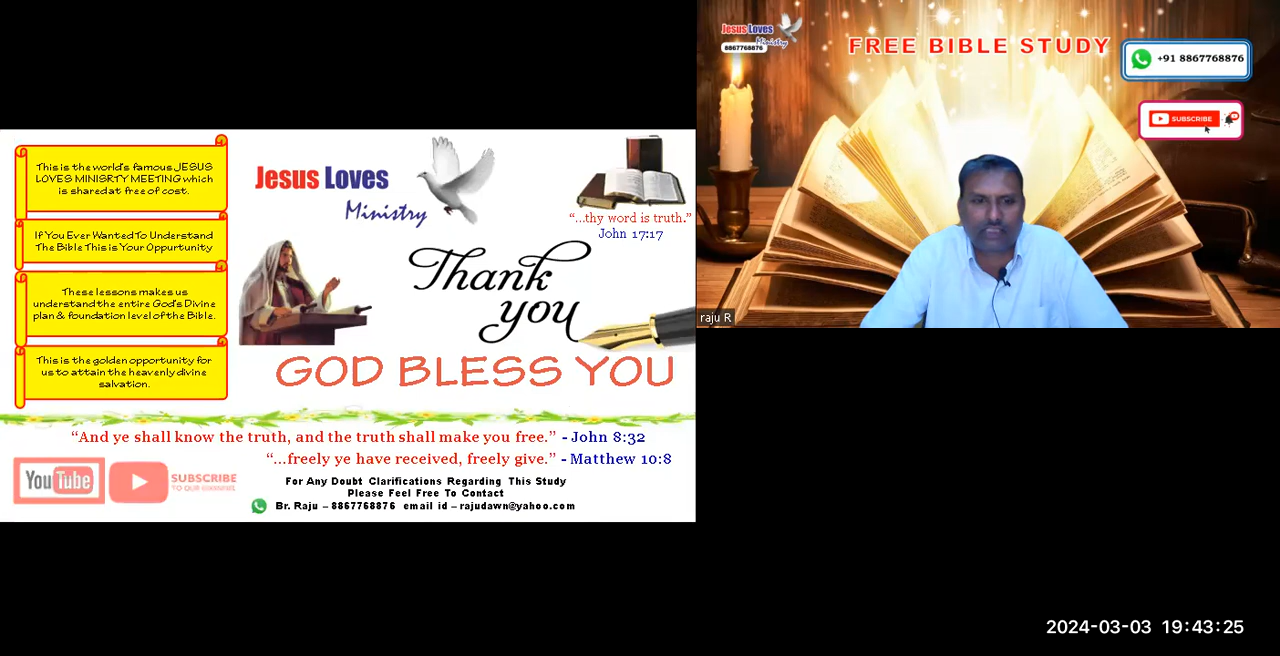 This is the world's famous JESUS
LOVES MINISRTY MEETING which
is shared at free of cost.
If You Ever Wanted To Understand
The Bible This is Your Oppurtunity
These lessons makes us
understand the entire God's Divine
plan & foundation level of the Bible.
This is the golden opportunity for
us to attain the heavenly divine
salvation.
Jesus Loves
Ministry
"...thy word is truth."
John 17:17
Thank
you
GOD BLESS YOU
"And ye shall know the truth, and the truth shall make you free." - John 8:32
"...freely ye have received, freely give." - Matthew 10:8
YouTube
SUBSCRIBE
TO OUR CHANNEL
For Any Doubt Clarifications Regarding This Study
Please Feel Free To Contact
Br. Raju – 8867768876 email id – rajudawn@yahoo.com
Jesus Loves
Ministry
8867768876
FREE BIBLE STUDY
+91 8867768876
SUBSCRIBE
raju R
2024-03-03 19:43:25